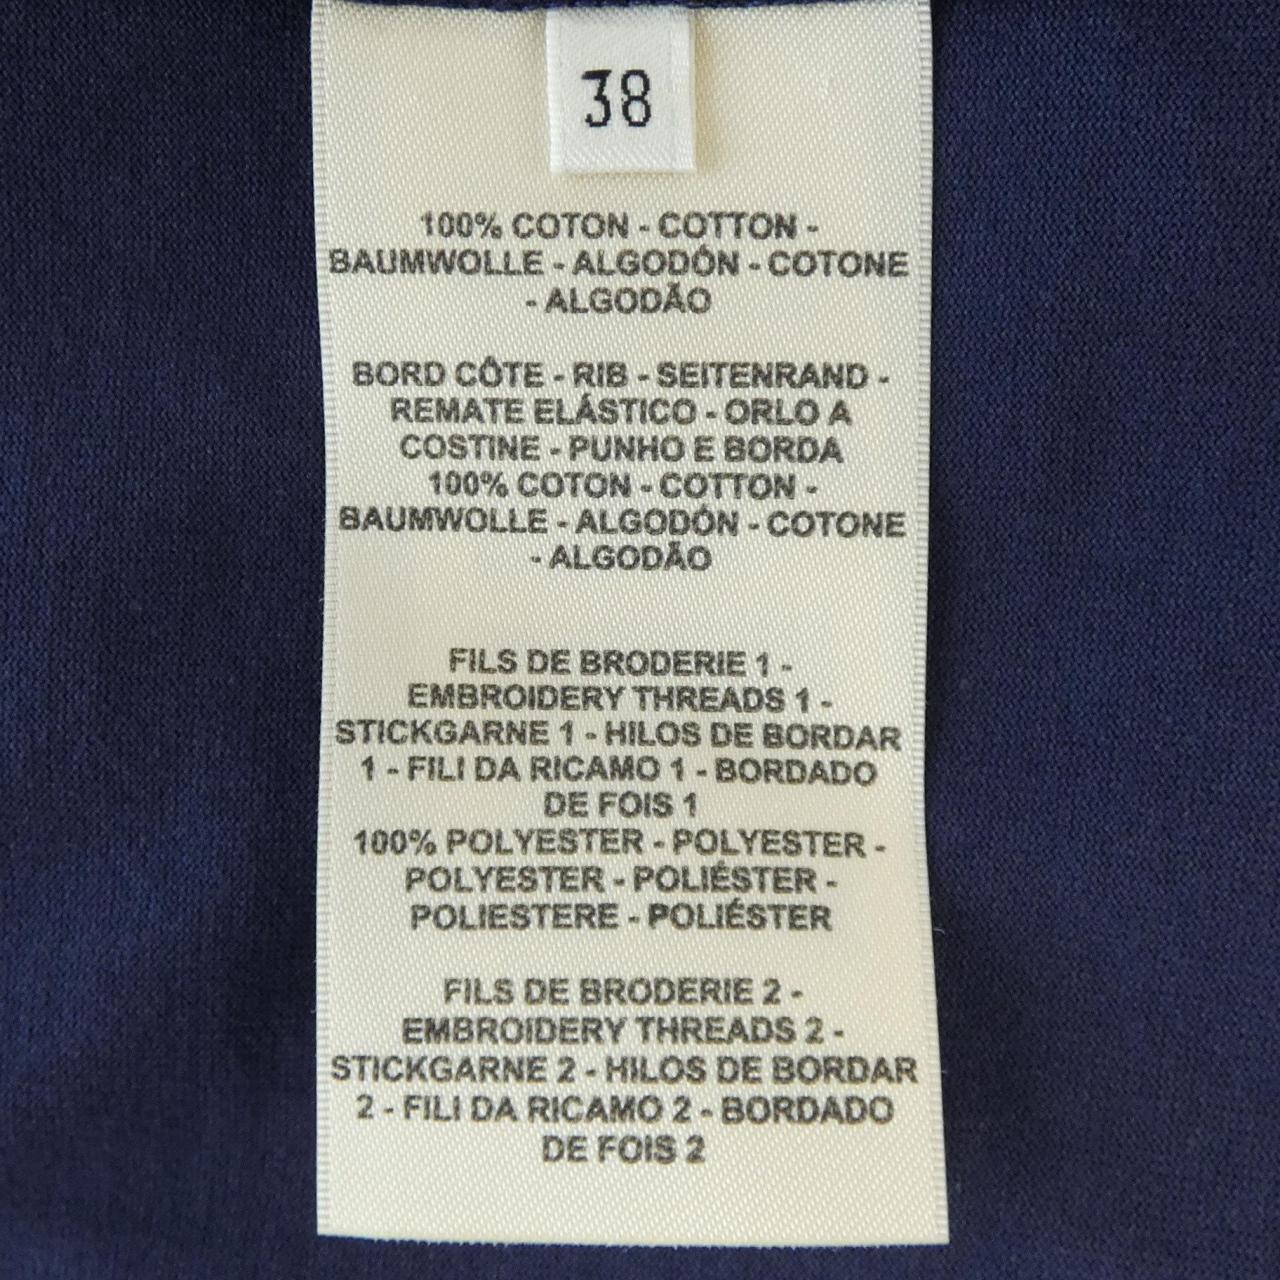 38
100% COTON - COTTON -
BAUMWOLLE - ALGODÓN - COTONE
- ALGODÃO
BORD CÔTE - RIB - SEITENRAND -
REMATE ELÁSTICO - ORLO A
COSTINE - PUNHO E BORDA
100% COTON - COTTON -
BAUMWOLLE - ALGODÓN - COTONE
- ALGODÃO
FILS DE BRODERIE 1 -
EMBROIDERY THREADS 1 -
STICKGARNE 1 - HILOS DE BORDAR
1 - FILI DA RICAMO 1 - BORDADO
DE FOIS 1
100% POLYESTER - POLYESTER -
POLYESTER - POLIÉSTER -
POLIESTERE - POLIÉSTER
FILS DE BRODERIE 2 -
EMBROIDERY THREADS 2 -
STICKGARNE 2 - HILOS DE BORDAR
2 - FILI DA RICAMO 2 - BORDADO
DE FOIS 2